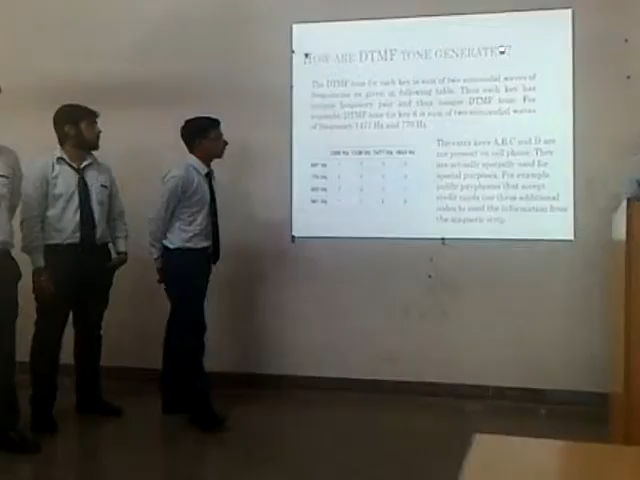 HOW ARE DTMF TONE GENERATE?
The DTMF tone for each key is sum of two sinusoidal waves of
frequencies as given in following table. Thus each key has
unique frequency pair and thus unique DTMF tone. For
example DTMF tone for key 6 is sum of two sinusoidal waves
of frequency 1477 Hz and 770 Hz.
The extra keys A,B,C and D are
not present on cell phone. They
are actually specially used for
special purposes. For example
public payphones that accept
credit cards use these additional
codes to send the information from
the magnetic strip.